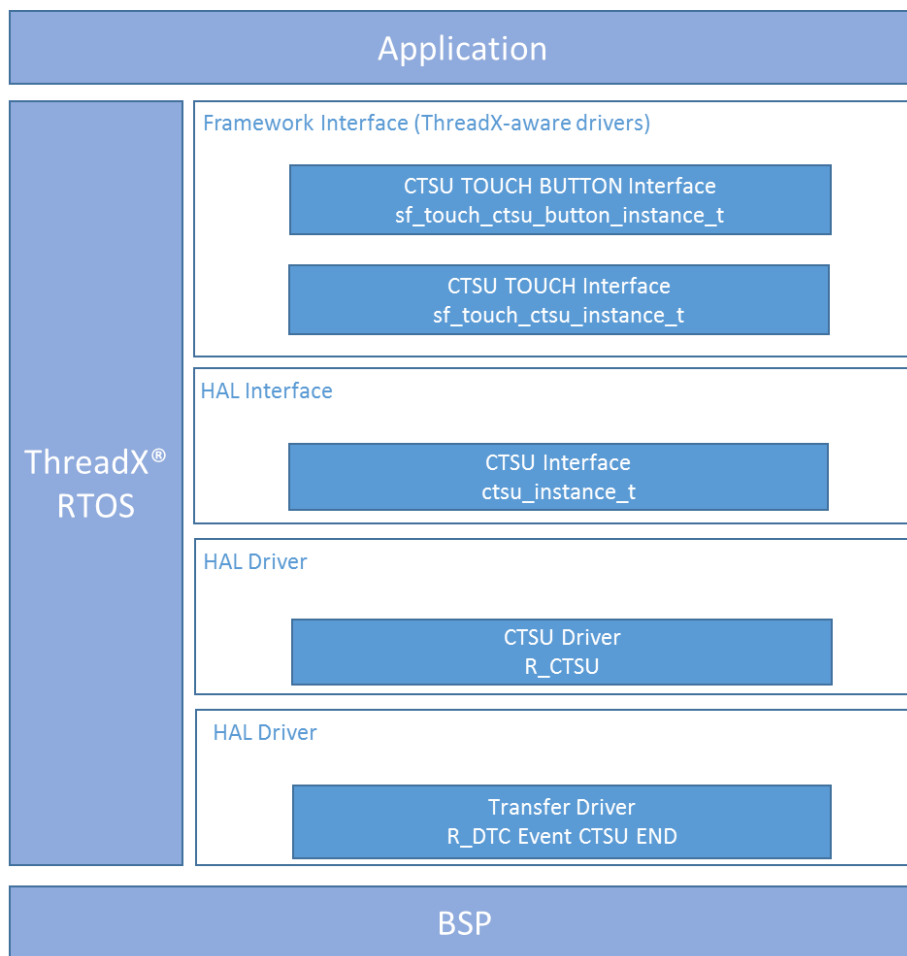 Application
ThreadX®
RTOS
Framework Interface (ThreadX-aware drivers)
CTSU TOUCH BUTTON Interface
sf_touch_ctsu_button_instance_t
CTSU TOUCH Interface
sf_touch_ctsu_instance_t
HAL Interface
CTSU Interface
ctsu_instance_t
HAL Driver
CTSU Driver
R_CTSU
HAL Driver
Transfer Driver
R_DTC Event CTSU END
BSP